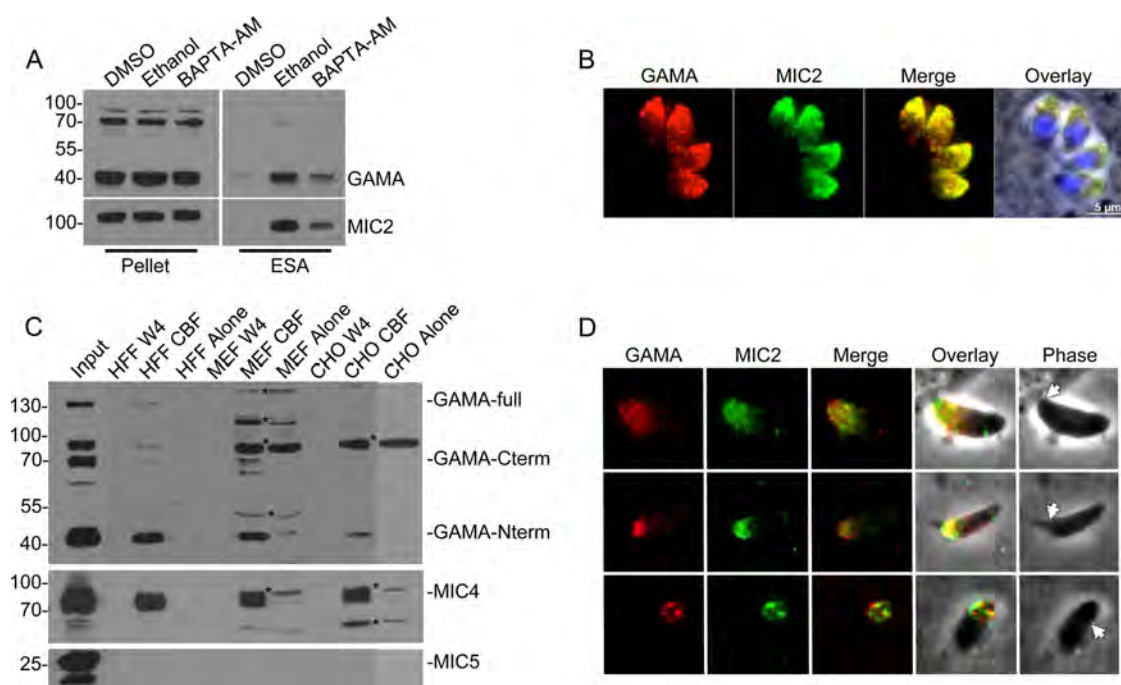 A
DMSO
Ethanol
BAPTA-AM
DMSO
Ethanol
BAPTA-AM
100-
70-
55-
40-
GAMA
100-
MIC2
Pellet
ESA
B
GAMA MIC2 Merge Overlay
5 µm
C
Input
HFF W4
HFF CBF
HFF Alone
MEF W4
MEF CBF
MEF Alone
CHO W4
CHO CBF
CHO Alone
130-
-GAMA-full
100-
70-
-GAMA-Cterm
55-
-GAMA-Nterm
40-
100-
-MIC4
70-
25-
-MIC5
D
GAMA MIC2 Merge Overlay Phase